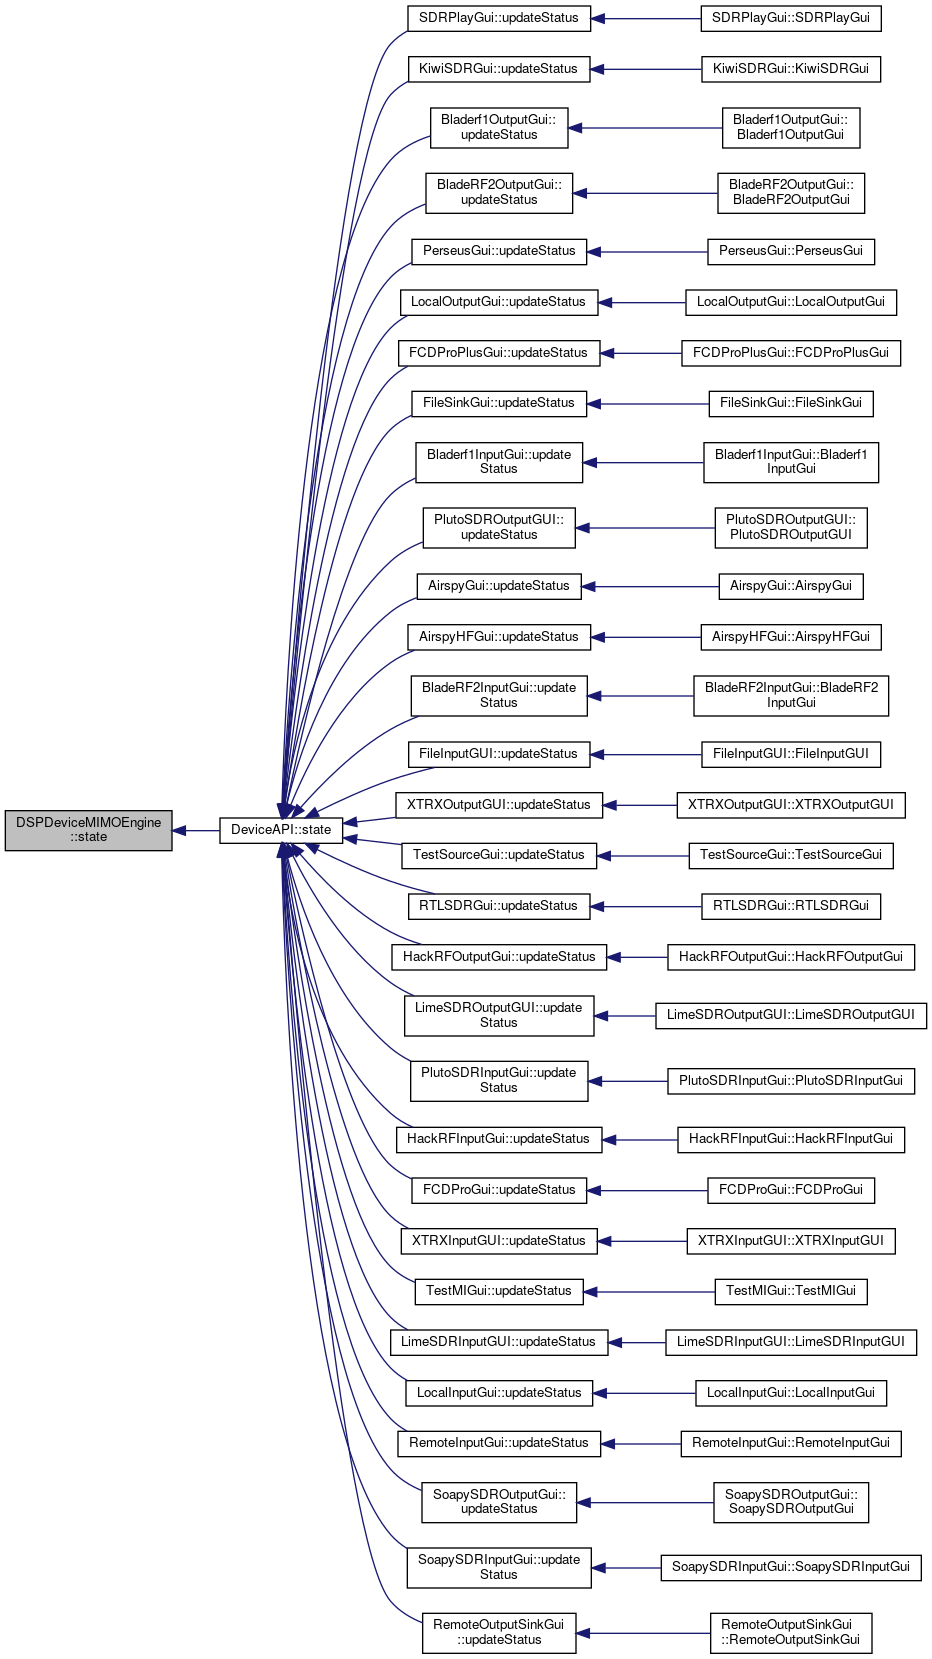 SDRPlayGui::updateStatus
SDRPlayGui::SDRPlayGui
KiwiSDRGui::updateStatus
KiwiSDRGui::KiwiSDRGui
Bladerf1OutputGui::
updateStatus
Bladerf1OutputGui::
Bladerf1OutputGui
BladeRF2OutputGui::
updateStatus
BladeRF2OutputGui::
BladeRF2OutputGui
PerseusGui::updateStatus
PerseusGui::PerseusGui
LocalOutputGui::updateStatus
LocalOutputGui::LocalOutputGui
FCDProPlusGui::updateStatus
FCDProPlusGui::FCDProPlusGui
FileSinkGui::updateStatus
FileSinkGui::FileSinkGui
Bladerf1InputGui::update
Status
Bladerf1InputGui::Bladerf1
InputGui
PlutoSDROutputGUI::
updateStatus
PlutoSDROutputGUI::
PlutoSDROutputGUI
AirspyGui::updateStatus
AirspyGui::AirspyGui
AirspyHFGui::updateStatus
AirspyHFGui::AirspyHFGui
BladeRF2InputGui::update
Status
BladeRF2InputGui::BladeRF2
InputGui
FileInputGUI::updateStatus
FileInputGUI::FileInputGUI
XTRXOutputGUI::updateStatus
XTRXOutputGUI::XTRXOutputGUI
DSPDeviceMIMOEngine
::state
DeviceAPI::state
TestSourceGui::updateStatus
TestSourceGui::TestSourceGui
RTLSDRGui::updateStatus
RTLSDRGui::RTLSDRGui
HackRFOutputGui::updateStatus
HackRFOutputGui::HackRFOutputGui
LimeSDROutputGUI::update
Status
LimeSDROutputGUI::LimeSDROutputGUI
PlutoSDRInputGui::update
Status
PlutoSDRInputGui::PlutoSDRInputGui
HackRFInputGui::updateStatus
HackRFInputGui::HackRFInputGui
FCDProGui::updateStatus
FCDProGui::FCDProGui
XTRXInputGUI::updateStatus
XTRXInputGUI::XTRXInputGUI
TestMIGui::updateStatus
TestMIGui::TestMIGui
LimeSDRInputGUI::updateStatus
LimeSDRInputGUI::LimeSDRInputGUI
LocalInputGui::updateStatus
LocalInputGui::LocalInputGui
RemoteInputGui::updateStatus
RemoteInputGui::RemoteInputGui
SoapySDROutputGui::
updateStatus
SoapySDROutputGui::
SoapySDROutputGui
SoapySDRInputGui::update
Status
SoapySDRInputGui::SoapySDRInputGui
RemoteOutputSinkGui
::updateStatus
RemoteOutputSinkGui
::RemoteOutputSinkGui